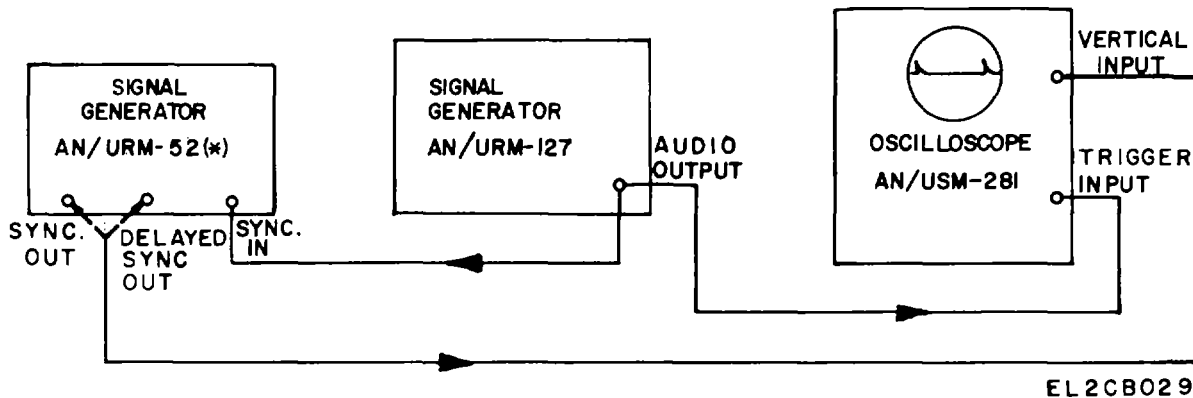 SIGNAL
GENERATOR
AN/URM-52(*)
SYNC.
OUT
DELAYED
SYNC
OUT
SYNC.
IN
SIGNAL
GENERATOR
AN/URM-127
AUDIO
OUTPUT
OSCILLOSCOPE
AN/USM-281
VERTICAL
INPUT
TRIGGER
INPUT
EL2CB029